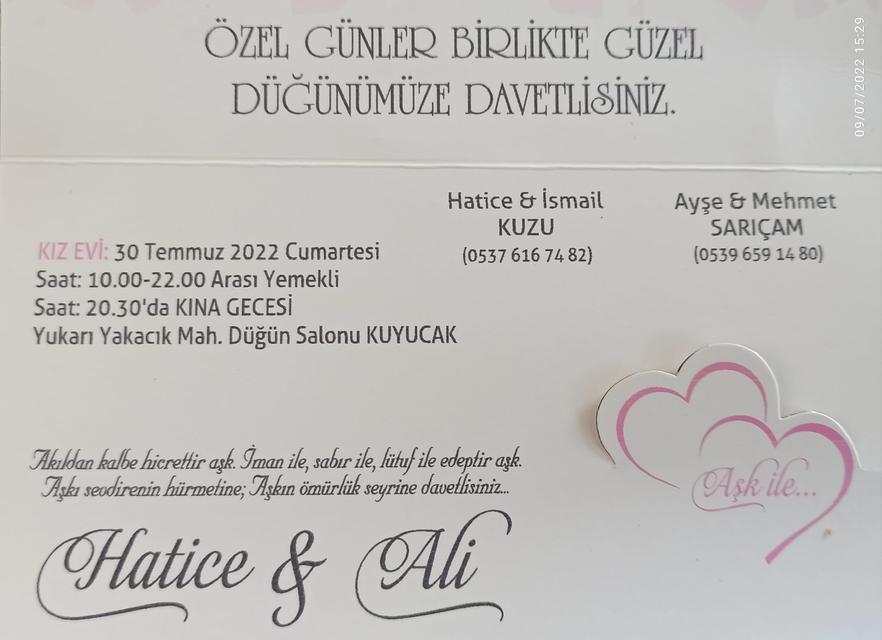 ÖZEL GÜNLER BİRLİKTE GÜZEL
DÜĞÜNÜMÜZE DAVETLİSİNİZ.
09/07/2022 15:29
Hatice & İsmail
KUZU
(0537 616 74 82)
Ayşe & Mehmet
SARIÇAM
(0539 659 14 80)
KIZ EVİ: 30 Temmuz 2022 Cumartesi
Saat: 10.00-22.00 Arası Yemekli
Saat: 20.30'da KINA GECESİ
Yukarı Yakacık Mah. Düğün Salonu KUYUCAK
Akıldan kalbe hicrettir aşk. İman ile, sabır ile, lütuf ile edeptir aşk.
Aşkı sevdirenin hürmetine; Aşkın ömürlük seyrine davetlisiniz...
Aşk ile...
Hatice & Ali